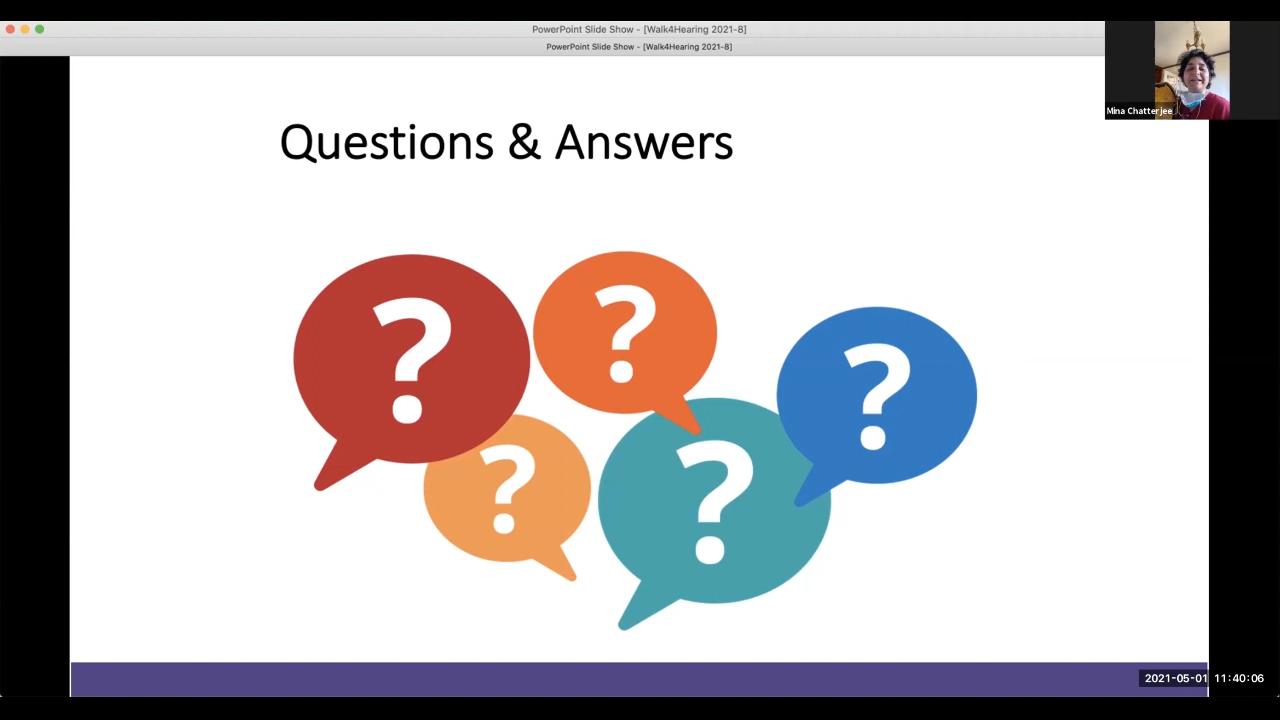 PowerPoint Slide Show - [Walk4Hearing 2021-8]
PowerPoint Slide Show - [Walk4Hearing 2021-8]
Mina Chatterjee
Questions & Answers
? ? ?
? ?
2021-05-01 11:40:06